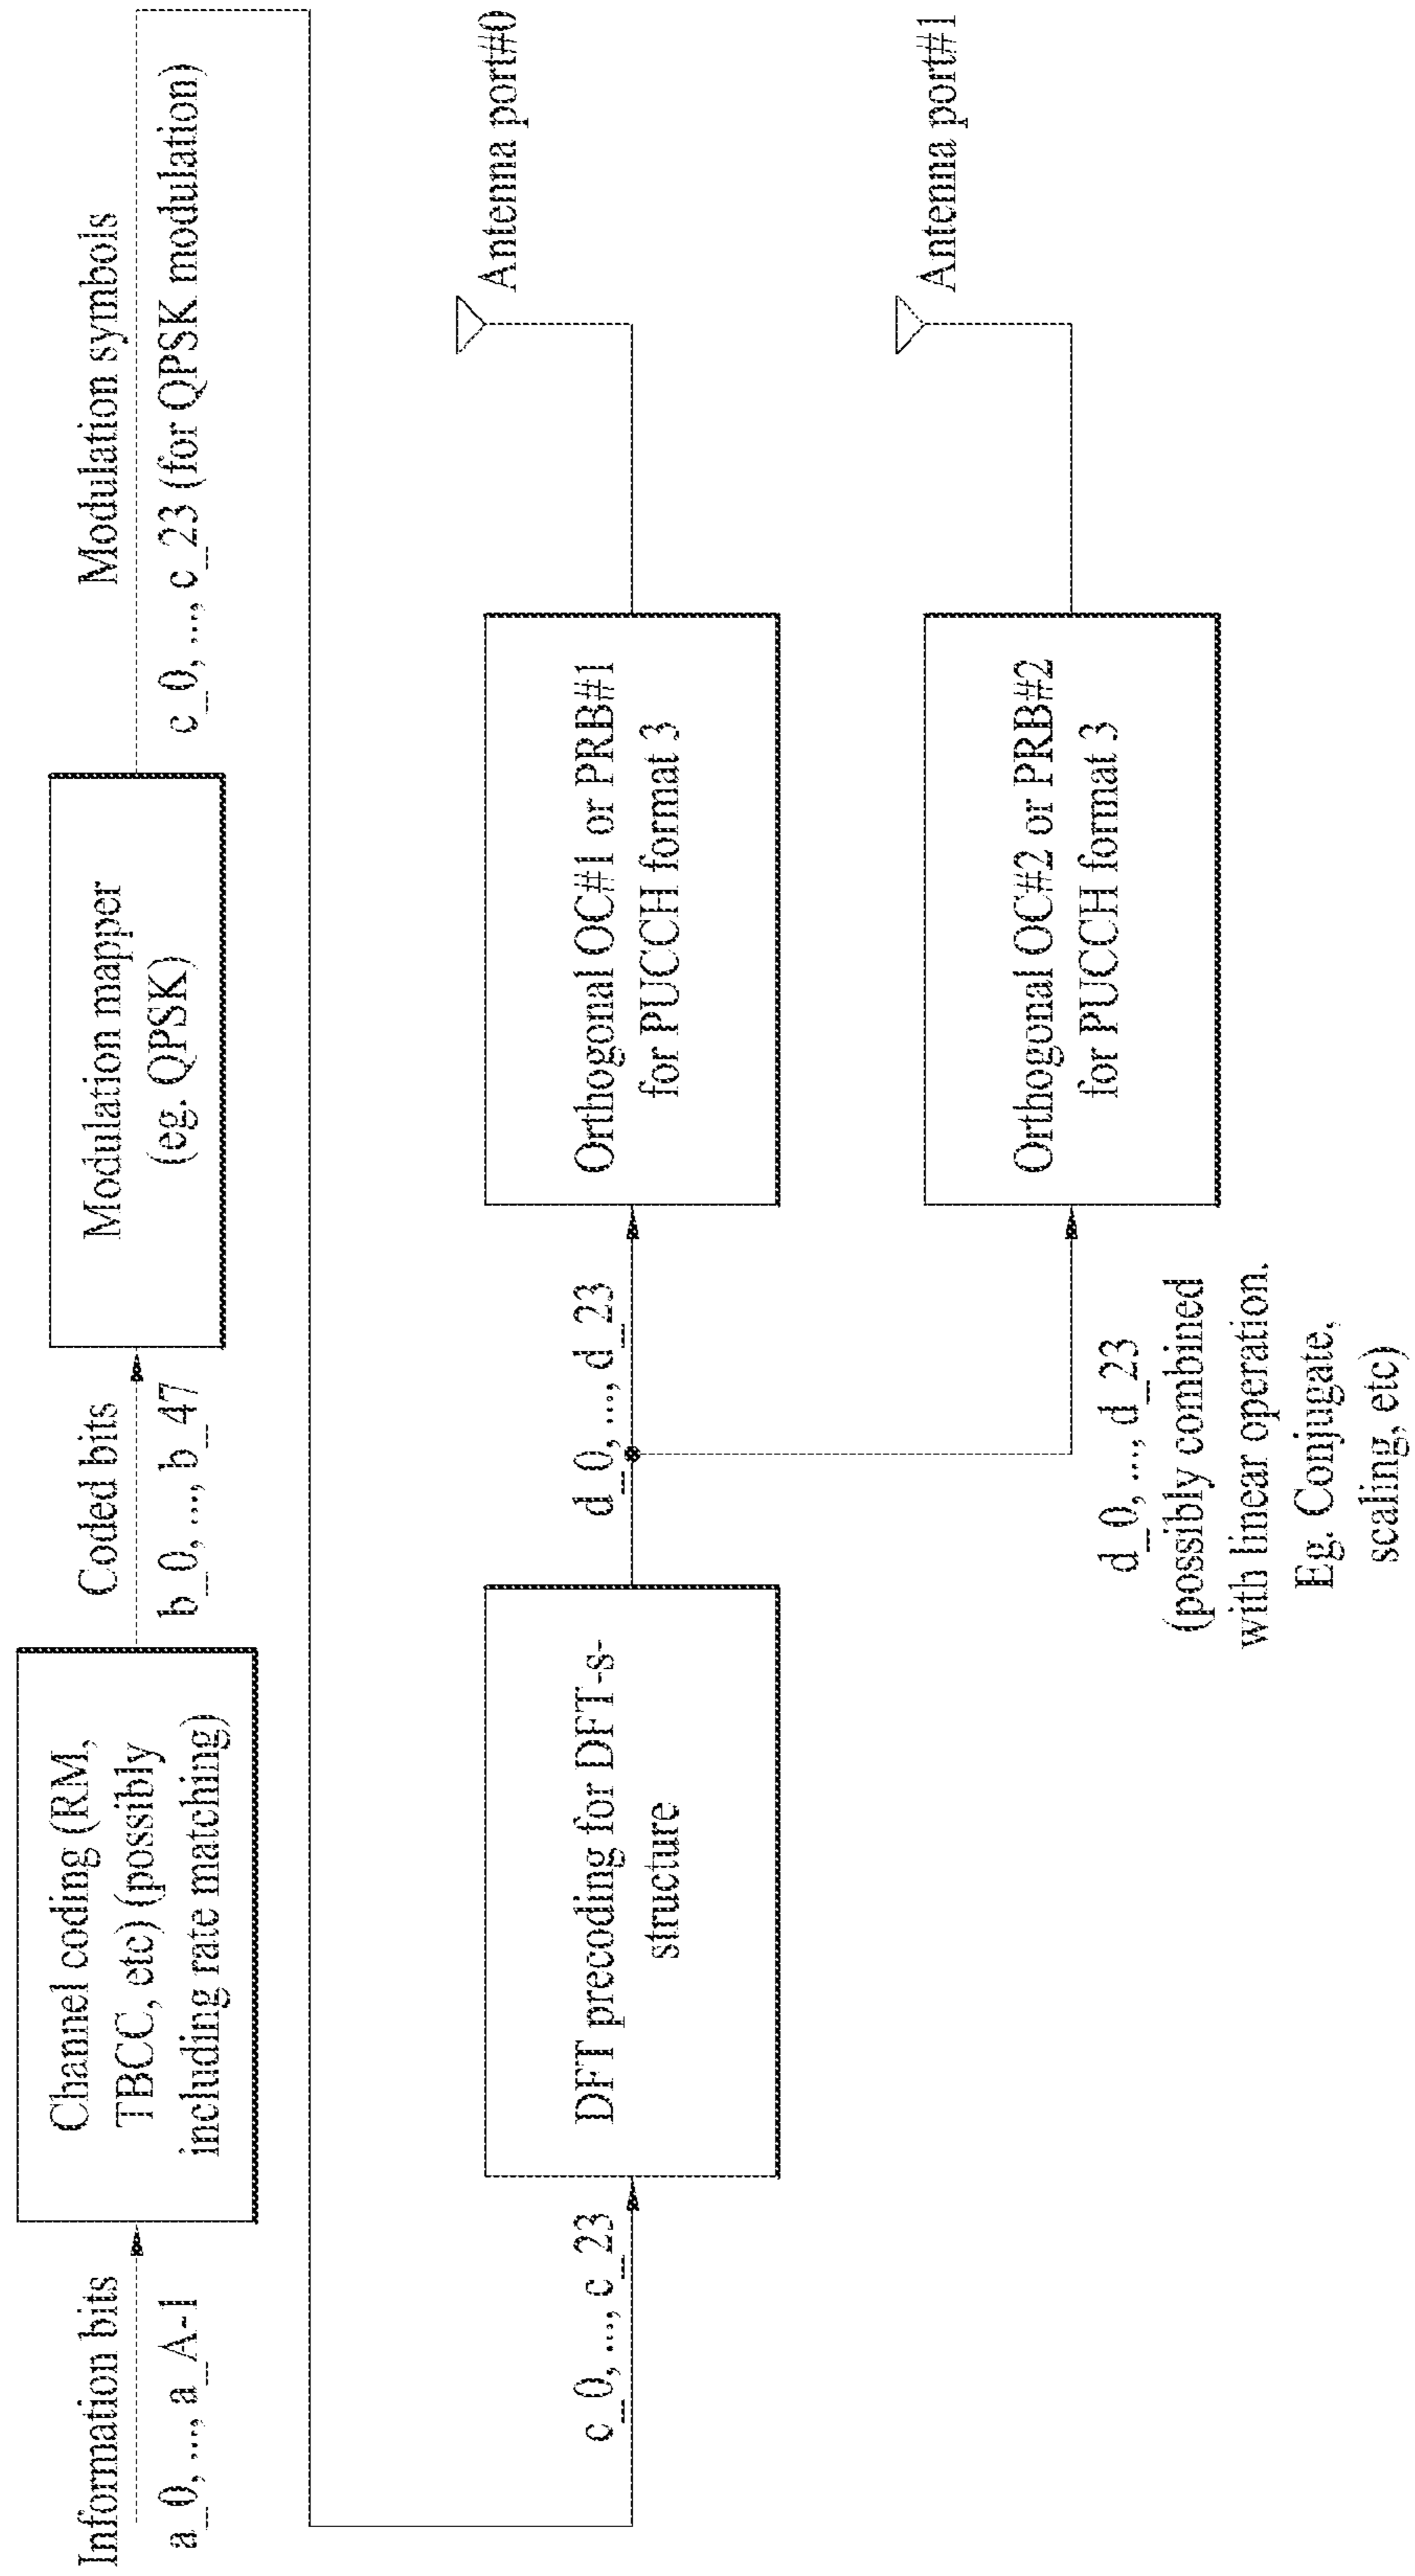 Information bits
a_0, ..., a_A-1
Channel coding (RM,
TBCC, etc) (possibly
including rate matching)
Coded bits
b_0, ..., b_47
Modulation mapper
(eg. QPSK)
Modulation symbols
c_0, ..., c_23 (for QPSK modulation)
c_0, ..., c_23
DFT precoding for DFT-s-
structure
d_0, ..., d_23
Orthogonal OC#1 or PRB#1
for PUCCH format 3
Antenna port#0
d_0, ..., d_23
(possibly combined
with linear operation.
Eg. Conjugate,
scaling, etc)
Orthogonal OC#2 or PRB#2
for PUCCH format 3
Antenna port#1